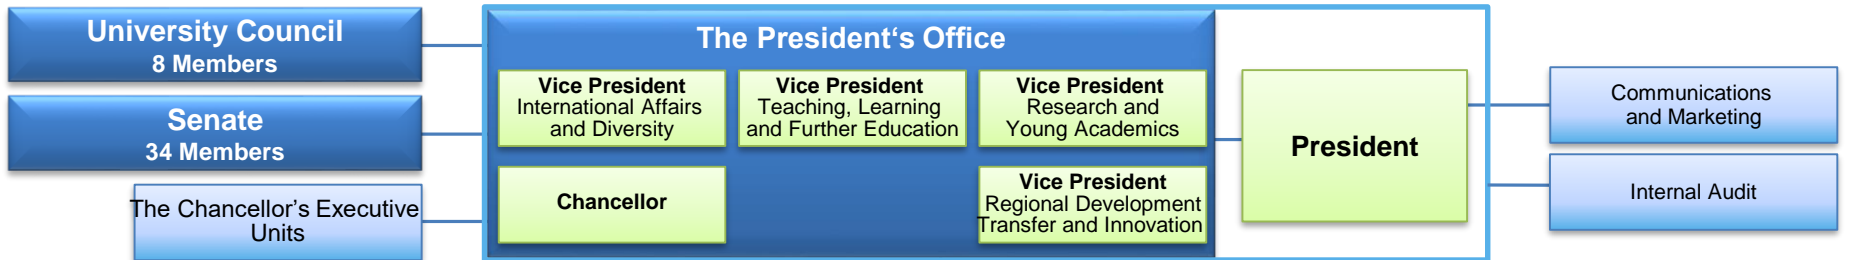 University Council
8 Members
Senate
34 Members
The Chancellor's Executive
Units
The President‘s Office
Vice President
International Affairs
and Diversity
Vice President
Teaching, Learning
and Further Education
Vice President
Research and
Young Academics
Chancellor
Vice President
Regional Development
Transfer and Innovation
President
Communications
and Marketing
Internal Audit